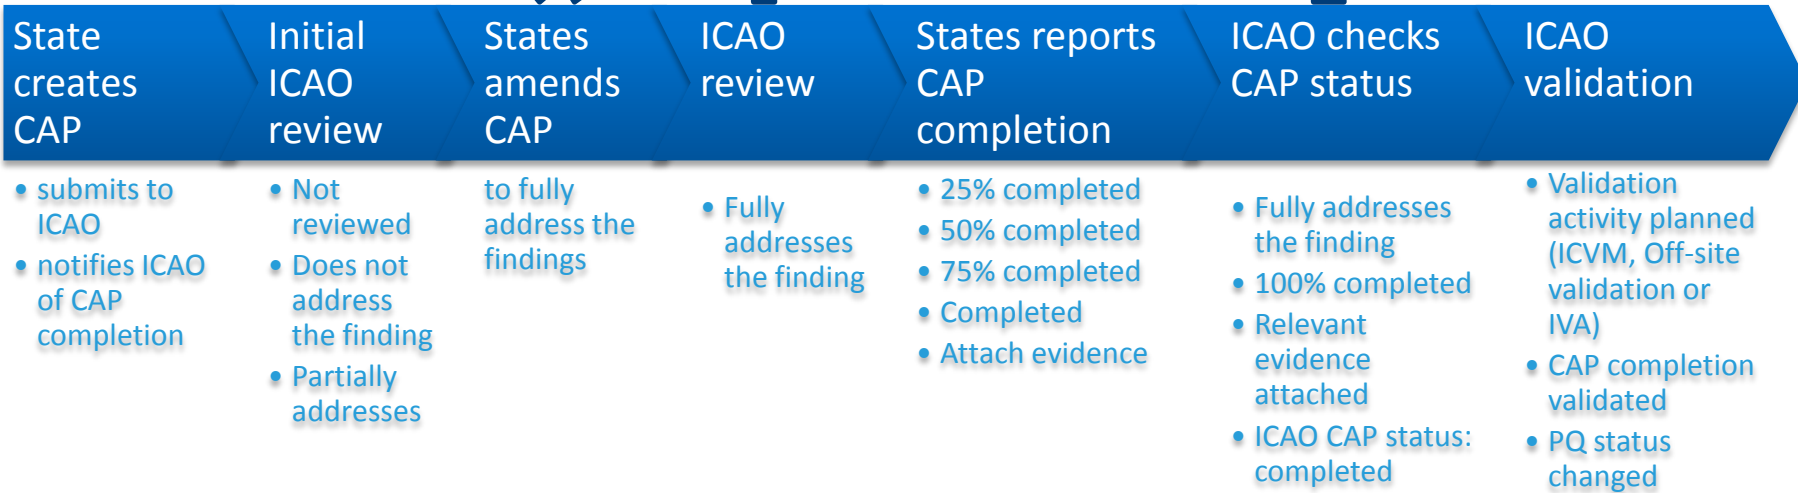 State
creates
CAP
• submits to
ICAO
• notifies ICAO
of CAP
completion
Initial
ICAO
review
• Not
reviewed
• Does not
address
the finding
• Partially
addresses
States
amends
CAP
to fully
address the
findings
ICAO
review
• Fully
addresses
the finding
States reports
CAP
completion
• 25% completed
• 50% completed
• 75% completed
• Completed
• Attach evidence
ICAO checks
CAP status
• Fully addresses
the finding
• 100% completed
• Relevant
evidence
attached
• ICAO CAP status:
completed
ICAO
validation
• Validation
activity planned
(ICVM, Off-site
validation or
IVA)
• CAP completion
validated
• PQ status
changed